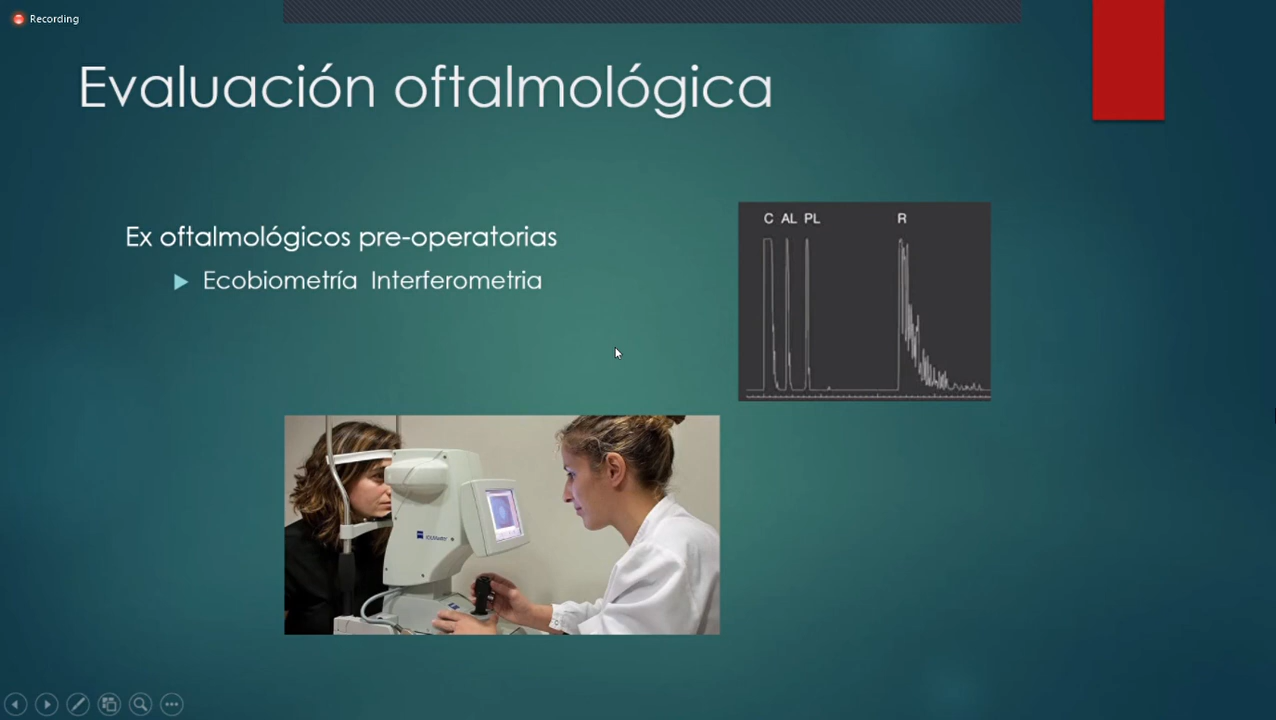 Recording
Evaluación oftalmológica
Ex oftalmológicos pre-operatorias
Ecobiometría Interferometria
C AL PL R